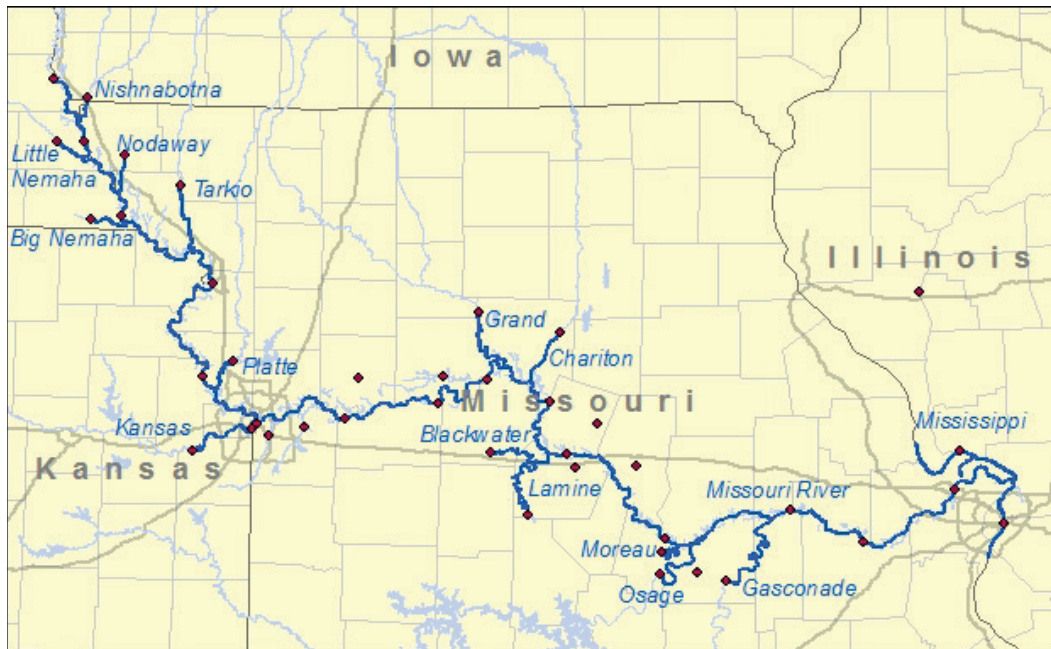 Iowa
Nishnabotna
Little
Nemaha
Nodaway
Tarkio
Big Nemaha
Illinois
Grand
Chariton
Platte
Missouri
Kansas
Blackwater
Mississippi
Kansas
Lamine
Missouri River
Moreau
Osage
Gasconade